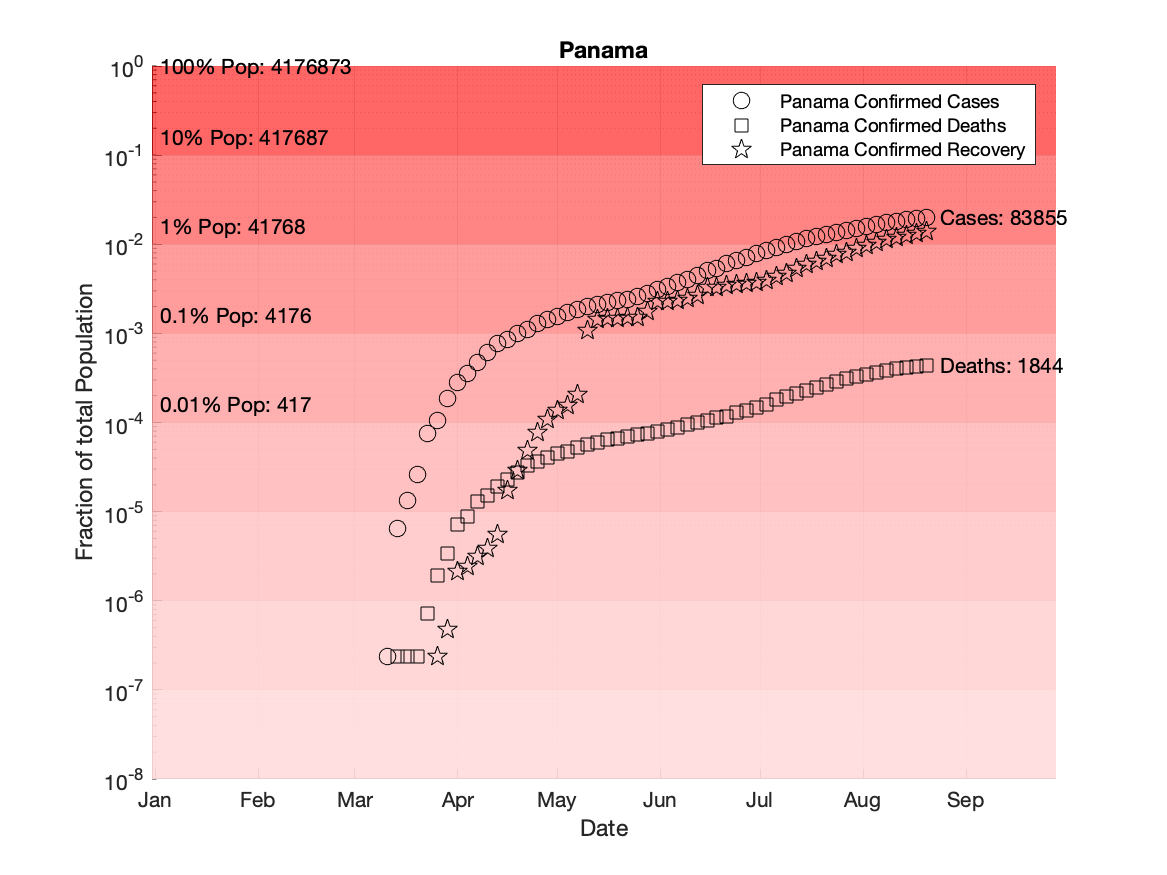 Panama
10^0
100% Pop: 4176873
Panama Confirmed Cases
Panama Confirmed Deaths
Panama Confirmed Recovery
10% Pop: 417687
10^-1
1% Pop: 41768
Cases: 83855
10^-2
0.1% Pop: 4176
10^-3
Deaths: 1844
0.01% Pop: 417
10^-4
10^-5
10^-6
10^-7
10^-8
Fraction of total Population
Jan Feb Mar Apr May Jun Jul Aug Sep
Date